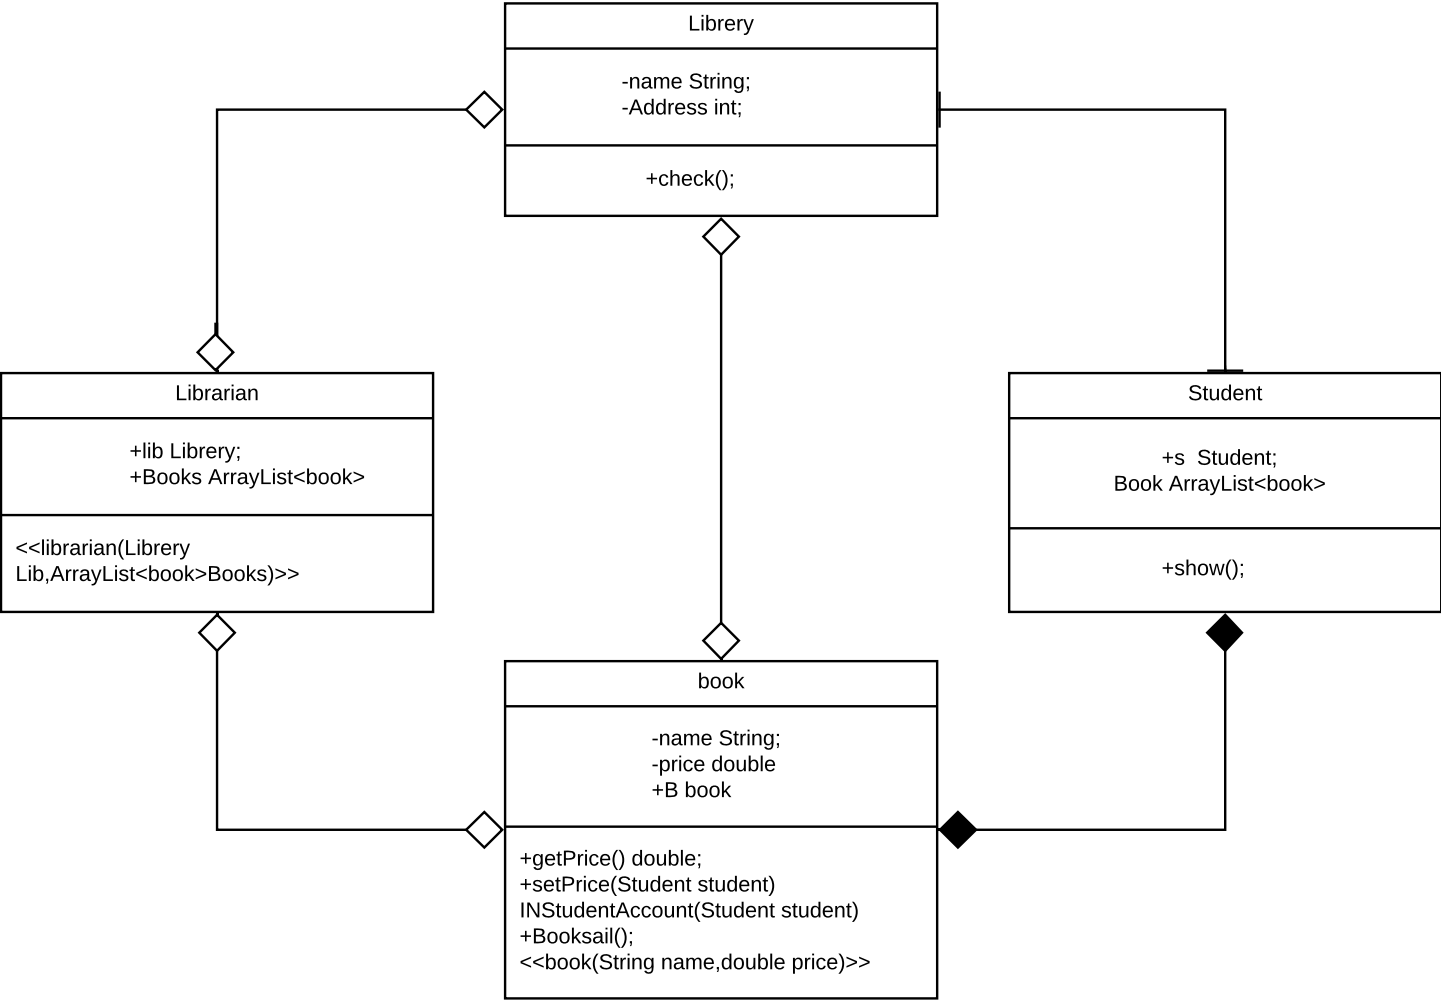 Librery
-name String;
-Address int;
+check();
Librarian
+lib Librery;
+Books ArrayList<book>
<<librarian(Librery
Lib,ArrayList<book>Books)>>
Student
+s  Student;
Book ArrayList<book>
+show();
book
-name String;
-price double
+B book
+getPrice() double;
+setPrice(Student student)
INStudentAccount(Student student)
+Booksail();
<<book(String name,double price)>>